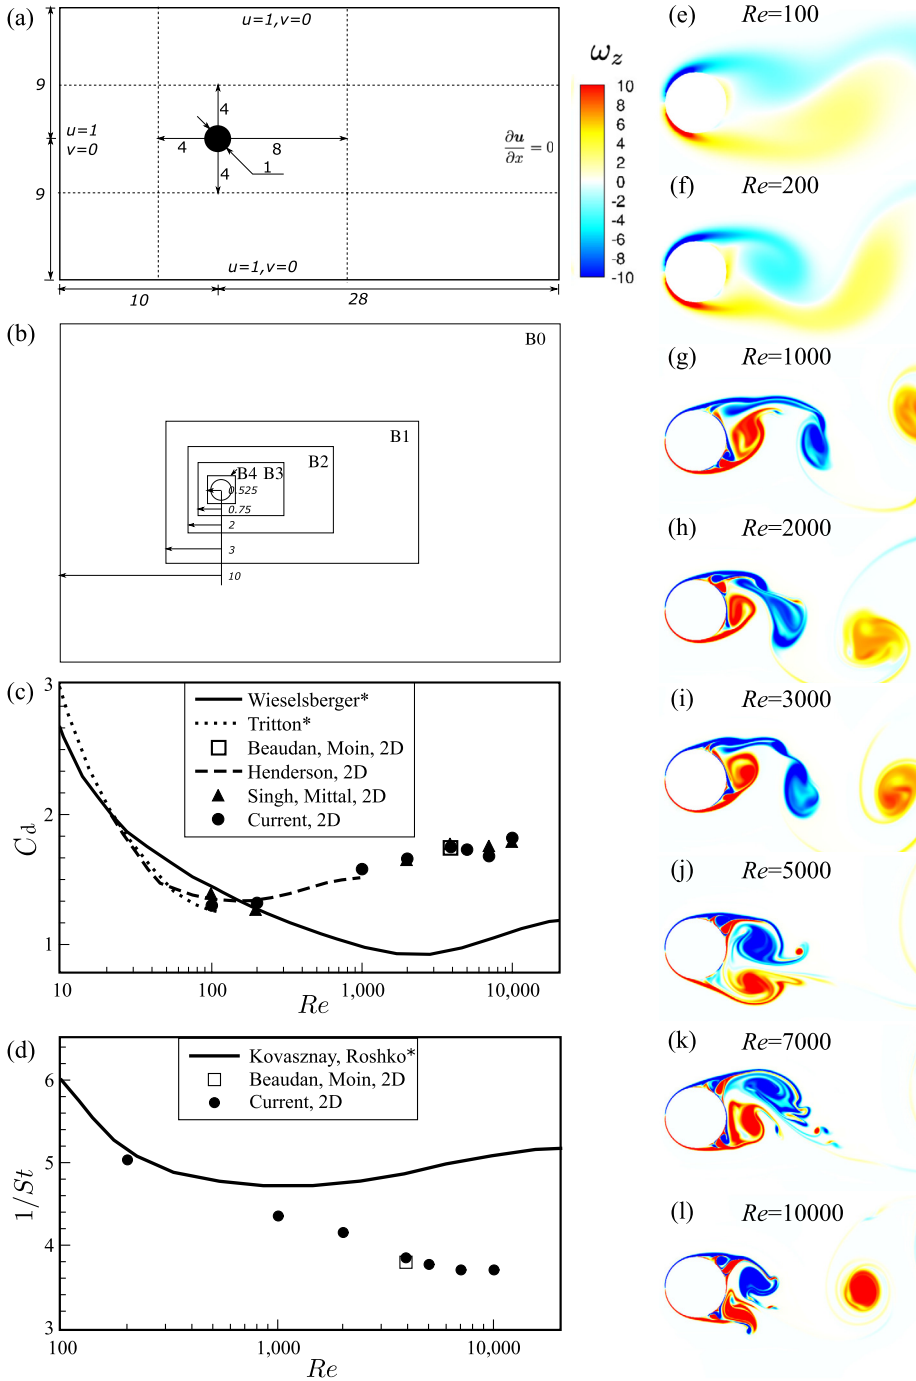 (a)
u=1,v=0
9
9
u=1
v=0
4
4
8
4
1
∂u/∂x = 0
u=1,v=0
10
28
(b)
B0
B1
B2
B3
B4
0.525
0.75
2
3
10
(c)
Wieselsberger*
Tritton*
Beaudan, Moin, 2D
Henderson, 2D
Singh, Mittal, 2D
Current, 2D
3
2
1
C_d
10
100
1,000
10,000
Re
(d)
Kovasznay, Roshko*
Beaudan, Moin, 2D
Current, 2D
6
5
4
3
1/St
100
1,000
10,000
Re
ω_z
10
8
6
4
2
0
-2
-4
-6
-8
-10
(e) Re=100
(f) Re=200
(g) Re=1000
(h) Re=2000
(i) Re=3000
(j) Re=5000
(k) Re=7000
(l) Re=10000